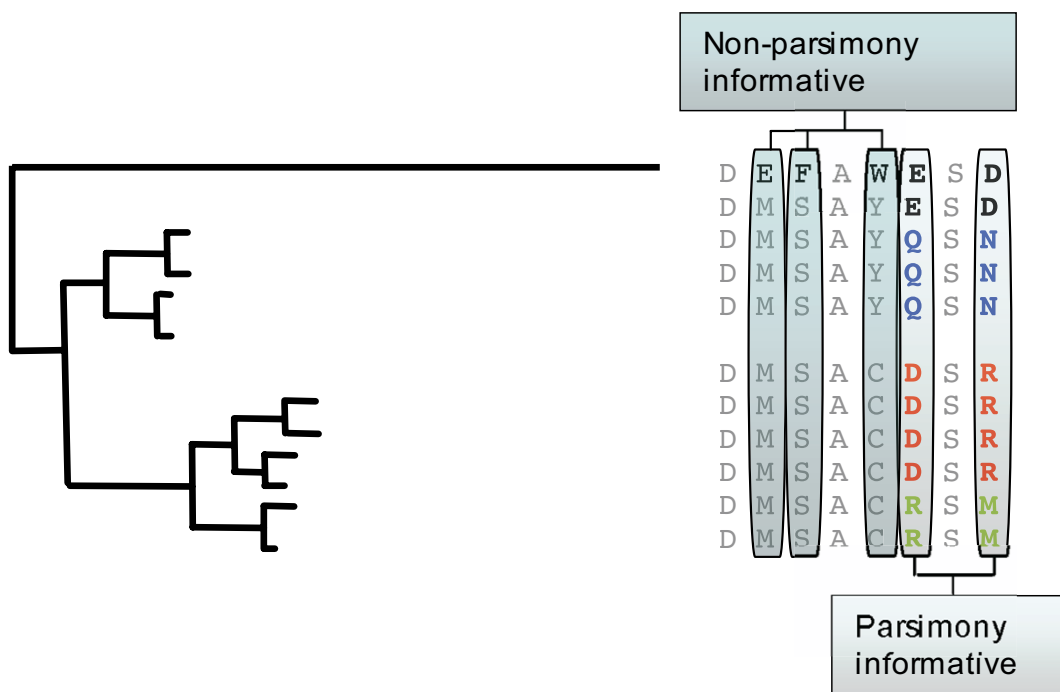 Non-parsimony
informative
D E F A W E S D
D M S A Y E S D
D M S A Y Q S N
D M S A Y Q S N
D M S A Y Q S N
D M S A C D S R
D M S A C D S R
D M S A C D S R
D M S A C D S R
D M S A C R S M
D M S A C R S M
Parsimony
informative